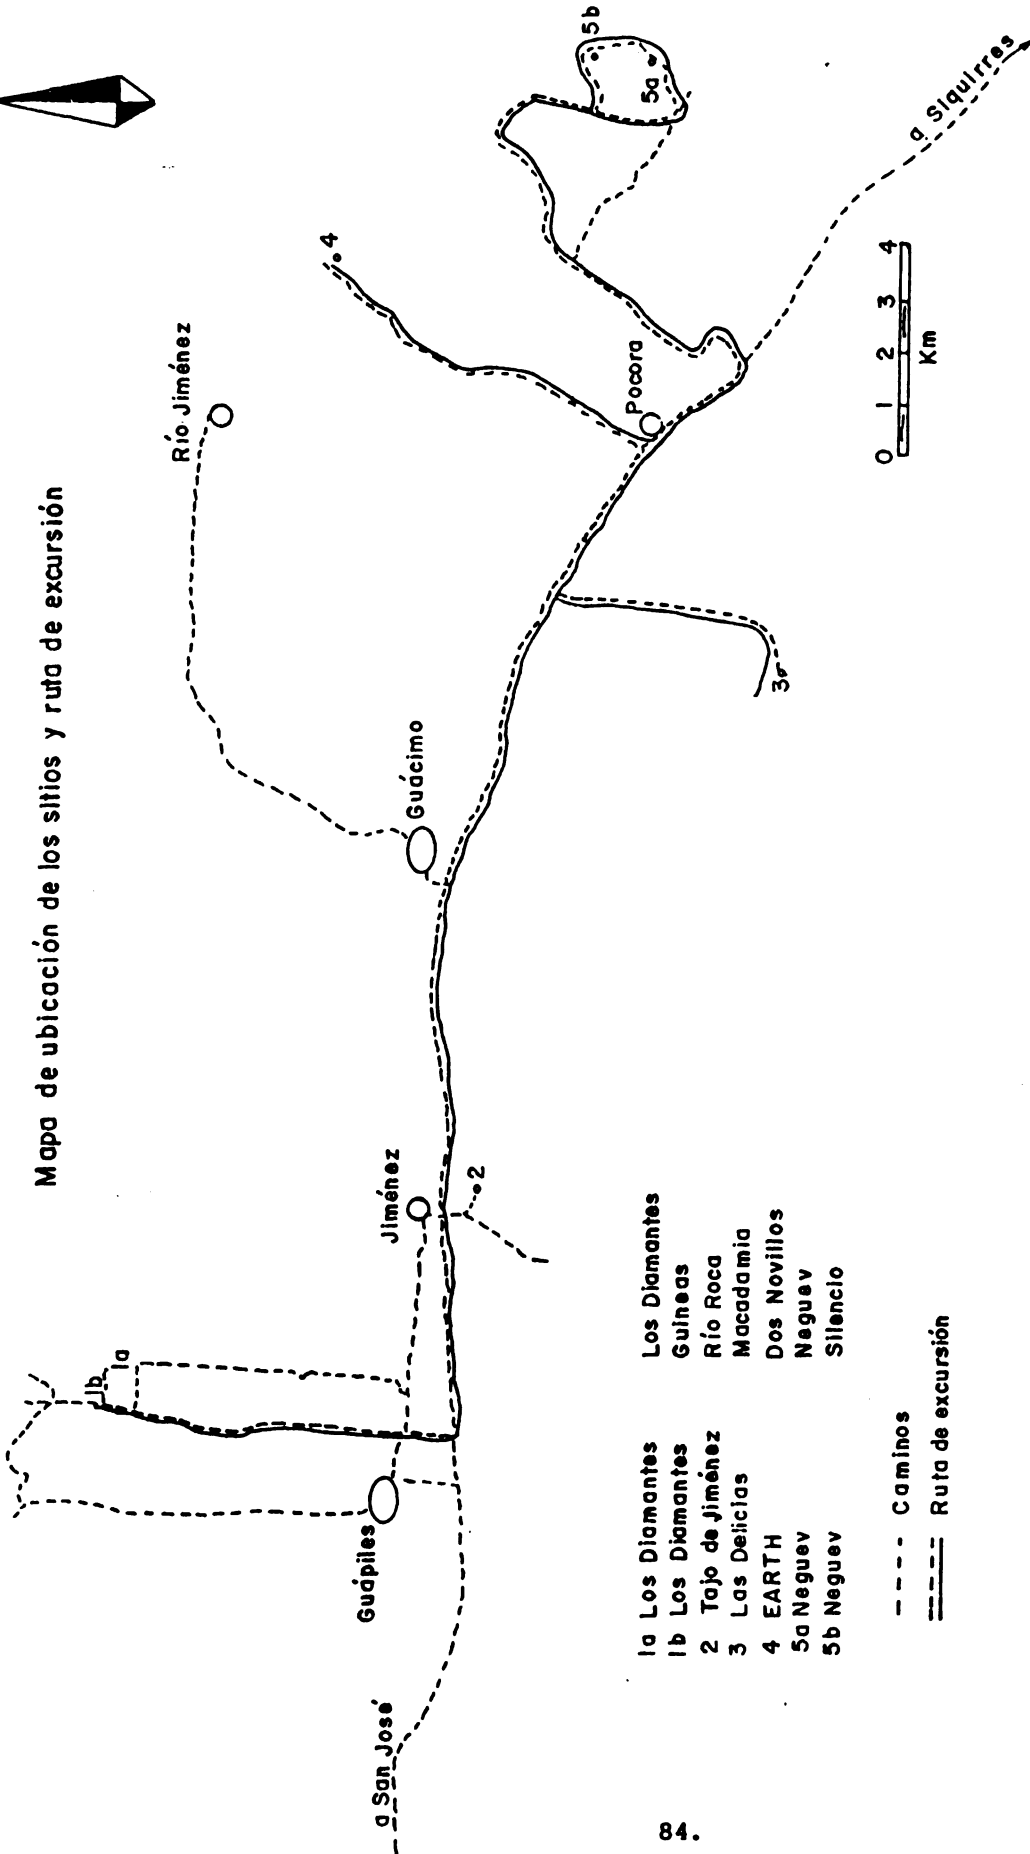 Mapa de ubicación de los sitios y ruta de excursión
Río Jiménez
4
5b
5a
Guácimo
Pocora
Jiménez
2
3
1b
1a
Guápiles
a San José
a Siquirres
0 1 2 3 4
Km
1a Los Diamantes Los Diamantes
1b Los Diamantes Guineas
2 Tajo de Jiménez Río Roca
3 Las Delicias Macadamia
4 EARTH Dos Novillos
5a Neguev Neguev
5b Neguev Silencio
Caminos
Ruta de excursión
84.